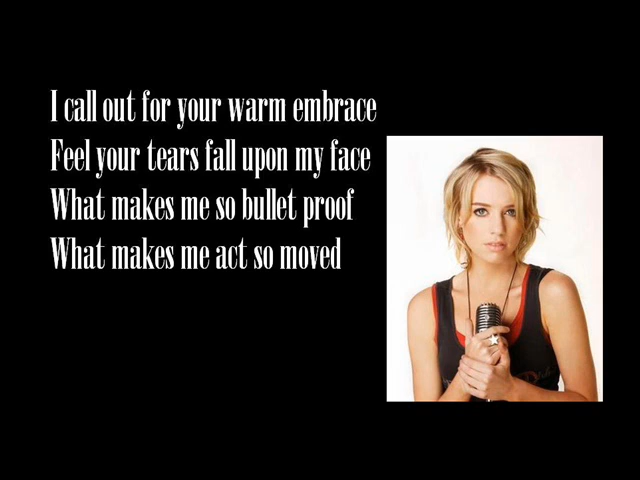 I call out for your warm embrace
Feel your tears fall upon my face
What makes me so bullet proof
What makes me act so moved